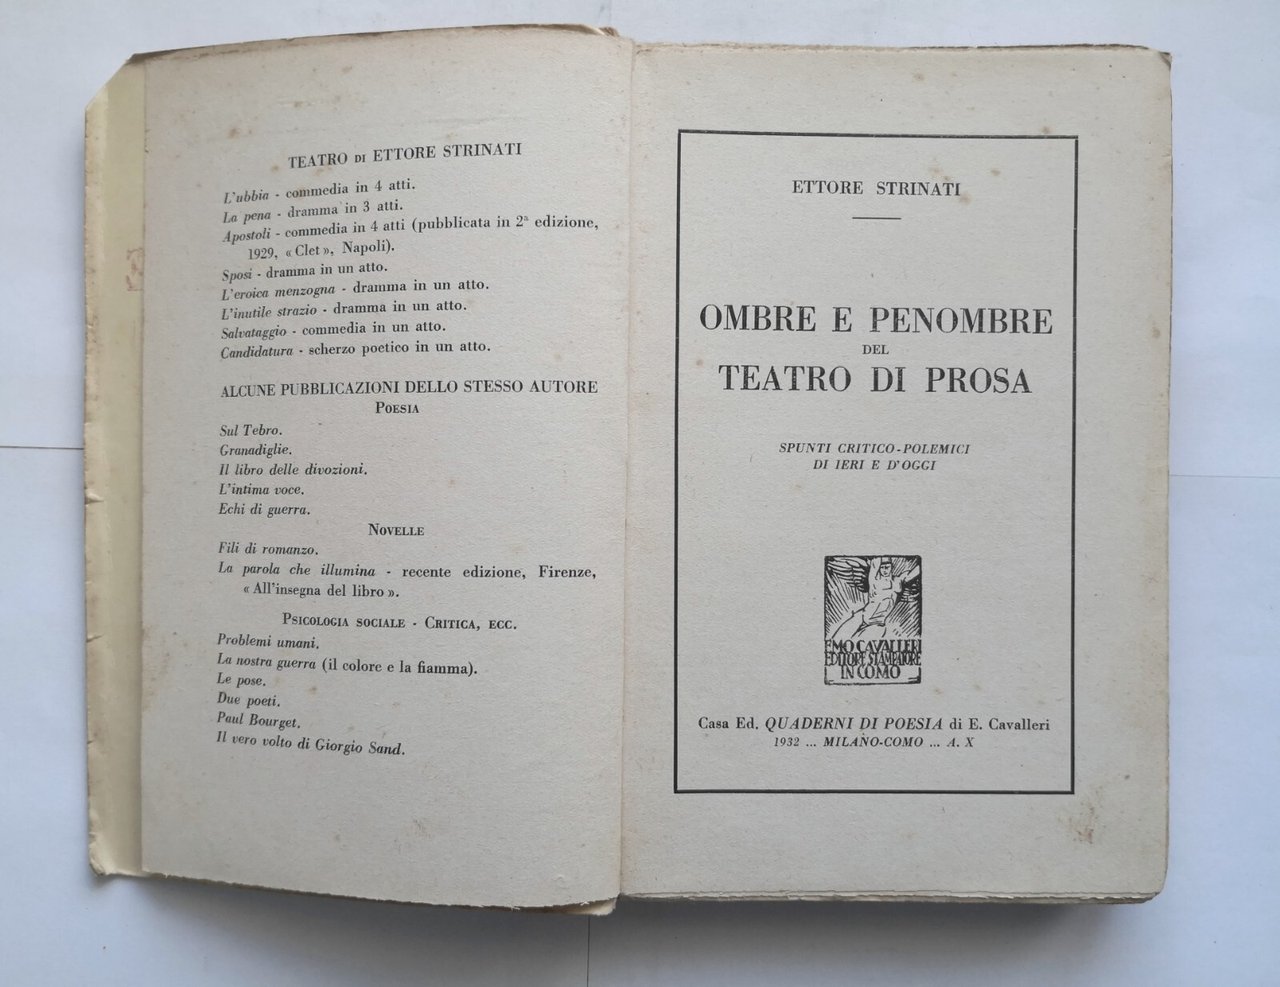 TEATRO DI ETTORE STRINATI
L'ubbia - commedia in 4 atti.
La pena - dramma in 3 atti.
Apostoli - commedia in 4 atti (pubblicata in 2ª edizione,
1929, « Clet », Napoli).
Sposi - dramma in un atto.
L'eroica menzogna - dramma in un atto.
L'inutile strazio - dramma in un atto.
Salvataggio - commedia in un atto.
Candidatura - scherzo poetico in un atto.
ALCUNE PUBBLICAZIONI DELLO STESSO AUTORE
POESIA
Sul Tebro.
Granadiglie.
Il libro delle divozioni.
L'intima voce.
Echi di guerra.
NOVELLE
Fili di romanzo.
La parola che illumina - recente edizione, Firenze,
« All'insegna del libro ».
PSICOLOGIA SOCIALE - CRITICA, ECC.
Problemi umani.
La nostra guerra (il colore e la fiamma).
Le pose.
Due poeti.
Paul Bourget.
Il vero volto di Giorgio Sand.
ETTORE STRINATI
OMBRE E PENOMBRE
DEL
TEATRO DI PROSA
SPUNTI CRITICO-POLEMICI
DI IERI E D'OGGI
EMO CAVALLERI
EDITORE STAMPATORE
IN COMO
Casa Ed. QUADERNI DI POESIA di E. Cavalleri
1932 ... MILANO-COMO ... A. X